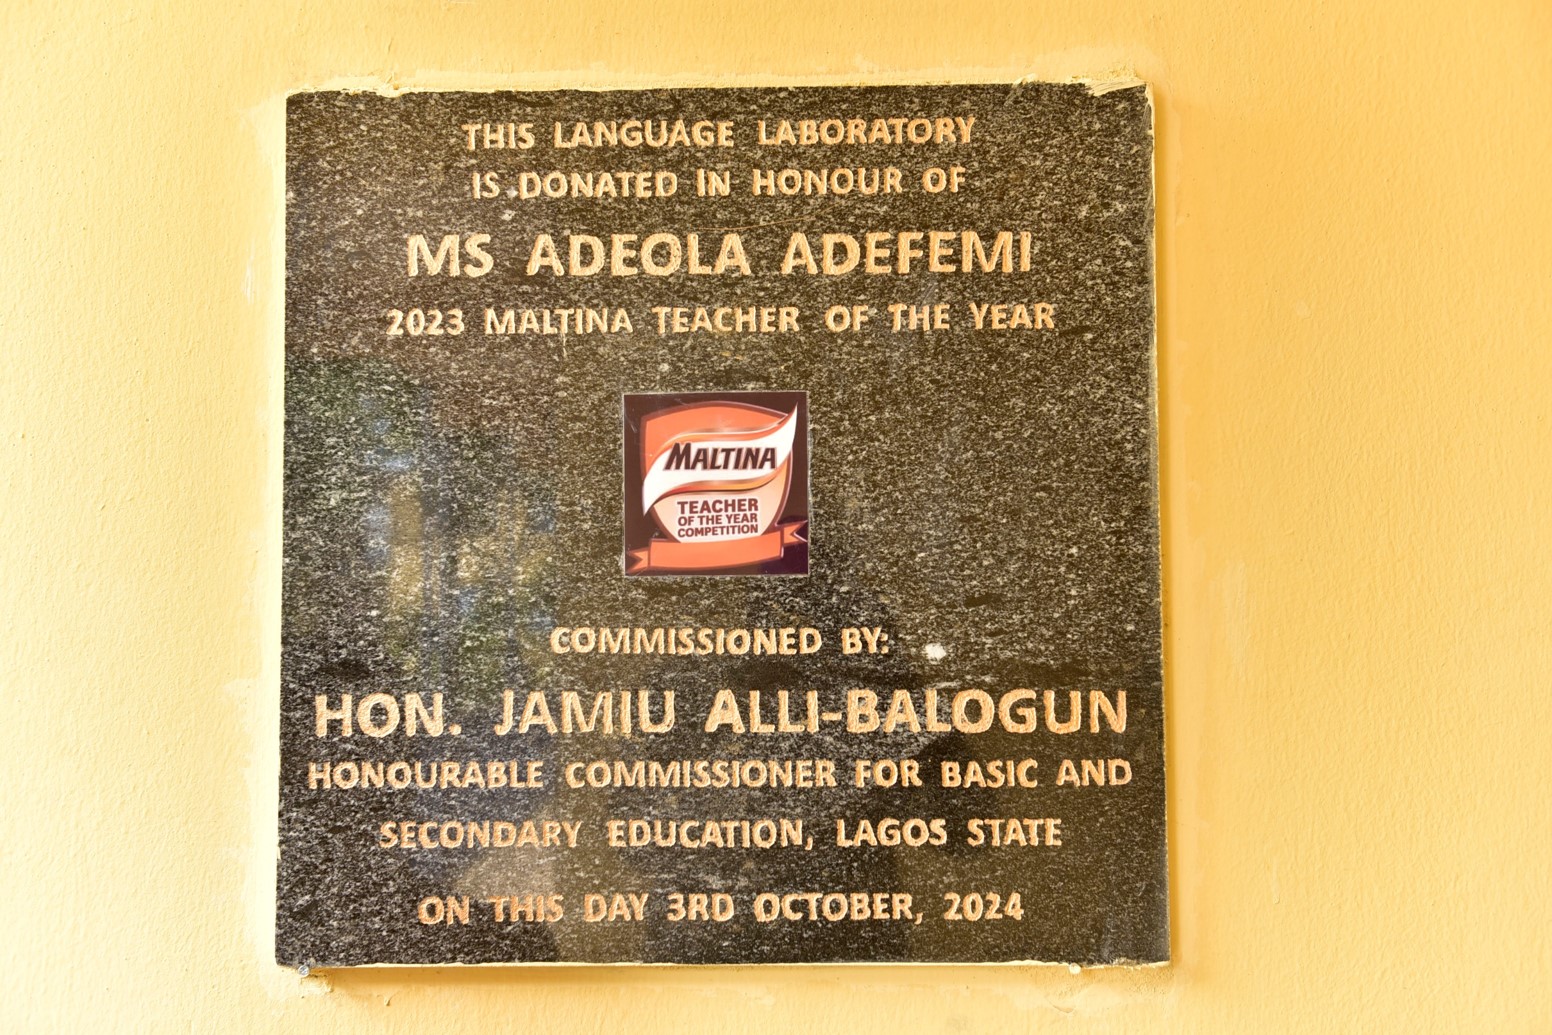 THIS LANGUAGE LABORATORY
IS DONATED IN HONOUR OF
MS ADEOLA ADEFEMI
2023 MALTINA TEACHER OF THE YEAR
MALTINA
TEACHER
OF THE YEAR
COMPETITION
COMMISSIONED BY:
HON. JAMIU ALLI-BALOGUN
HONOURABLE COMMISSIONER FOR BASIC AND
SECONDARY EDUCATION, LAGOS STATE
ON THIS DAY 3RD OCTOBER, 2024